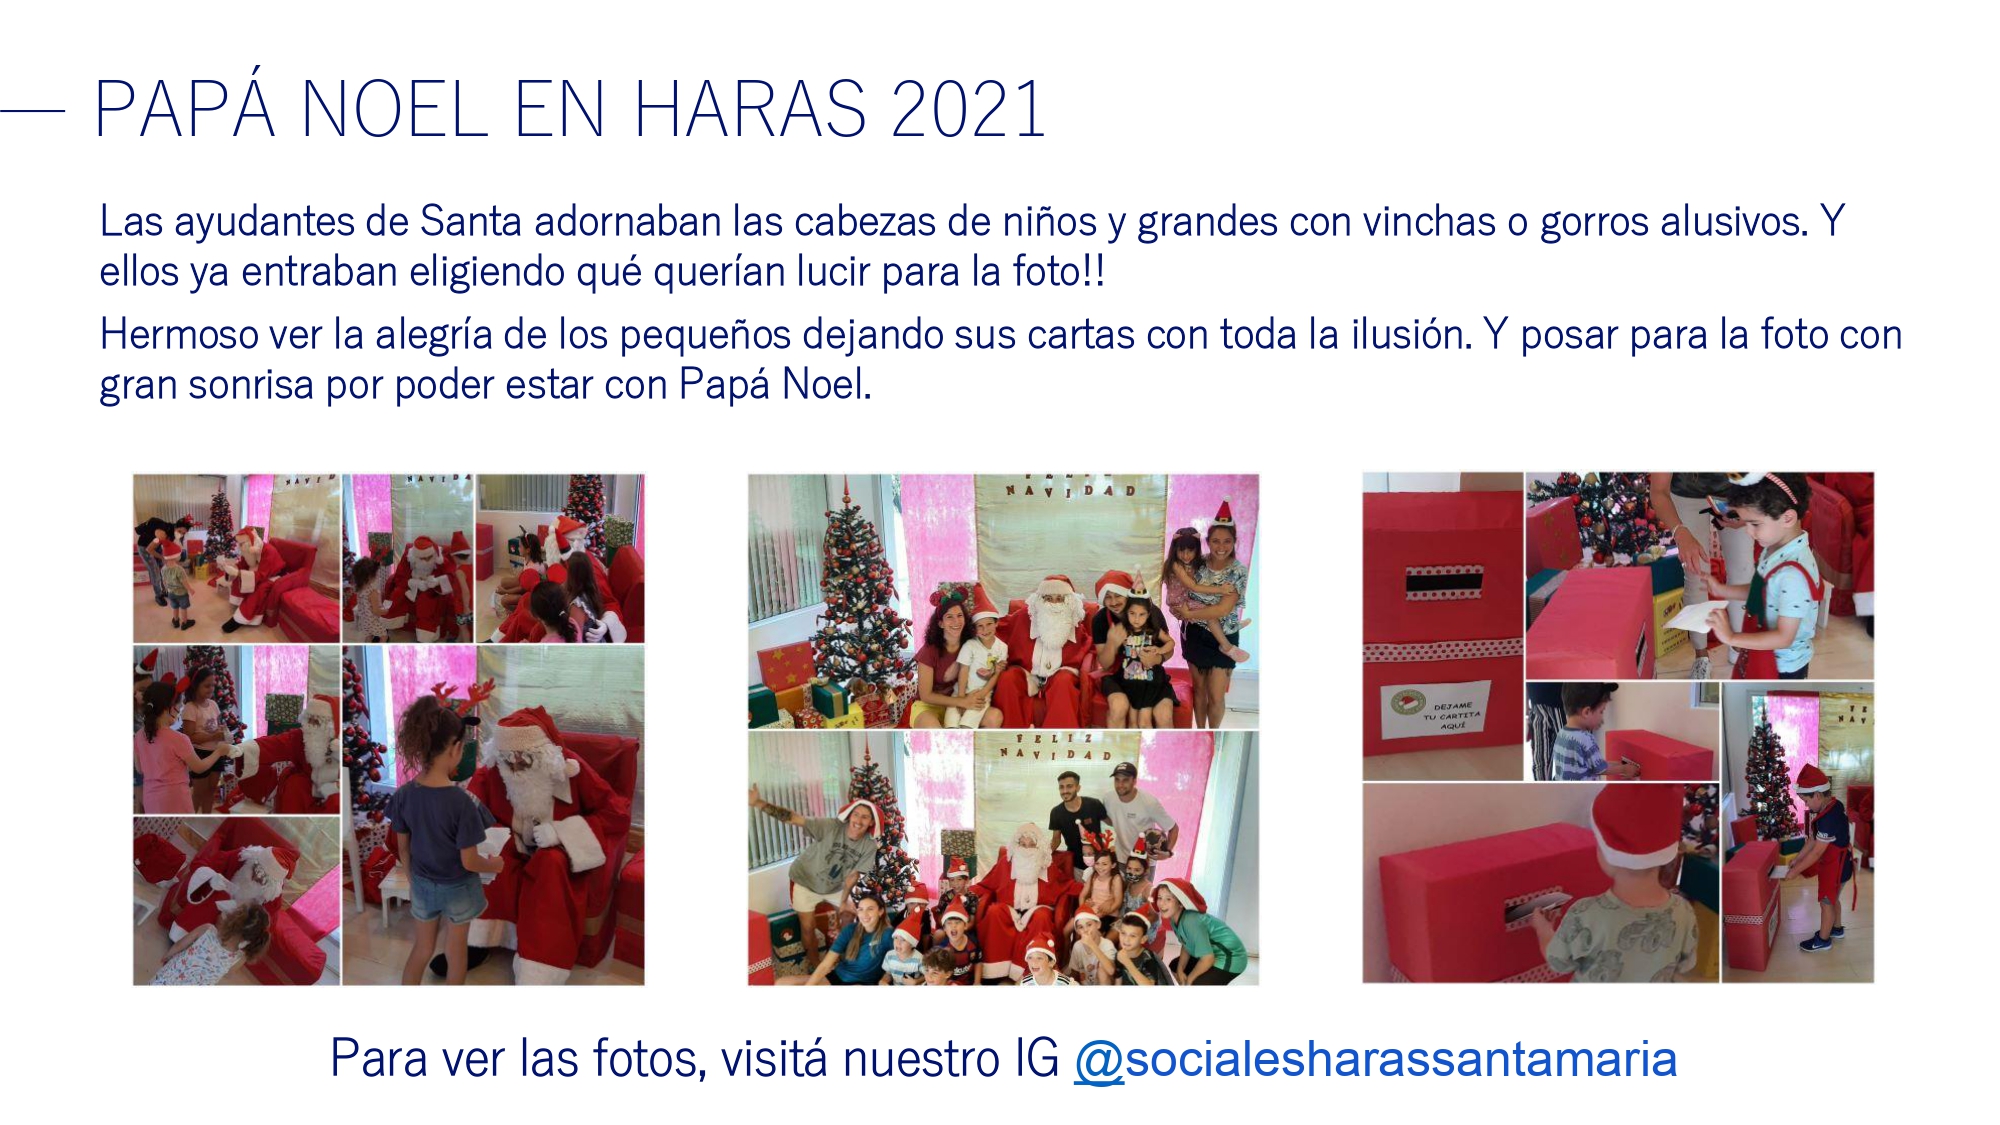 PAPÁ NOEL EN HARAS 2021
Las ayudantes de Santa adornaban las cabezas de niños y grandes con vinchas o gorros alusivos. Y
ellos ya entraban eligiendo qué querían lucir para la foto!!
Hermoso ver la alegría de los pequeños dejando sus cartas con toda la ilusión. Y posar para la foto con
gran sonrisa por poder estar con Papá Noel.
NAVID
NAVIDA
FELIZ
NAVIDAD
FELIZ
NAVIDAD
DEJAME
TU CARTITA
AQUÍ
Para ver las fotos, visitá nuestro IG @socialesharassantamaria